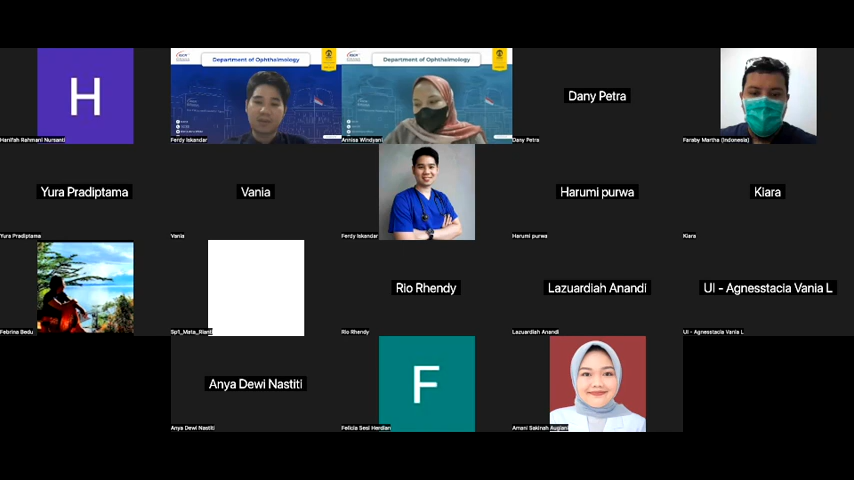 H
Hanifah Rahmani Nursanti
Department of Ophthalmology
Ferdy Iskandar
Department of Ophthalmology
Annisa Windyani
Dany Petra
Dany Petra
Faraby Martha (Indonesia)
Yura Pradiptama
Yura Pradiptama
Vania
Vania
Ferdy Iskandar
Harumi purwa
Harumi purwa
Kiara
Kiara
Febrina Bedu
Sp1_Mata_Riard
Rio Rhendy
Rio Rhendy
Lazuardiah Anandi
Lazuardiah Anandi
UI - Agnesstacia Vania L
UI - Agnesstacia Vania L
Anya Dewi Nastiti
Anya Dewi Nastiti
F
Felicia Sesi Herdian
Amani Sakinah Augiani